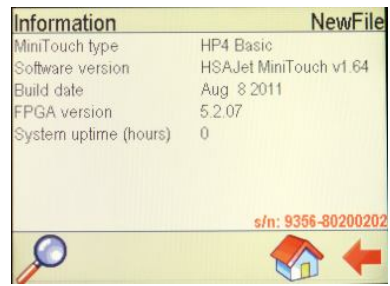 Information NewFile
MiniTouch type HP4 Basic
Software version HSAJet MiniTouch v1.64
Build date Aug 8 2011
FPGA version 5.2.07
System uptime (hours) 0
s/n: 9356-80200202